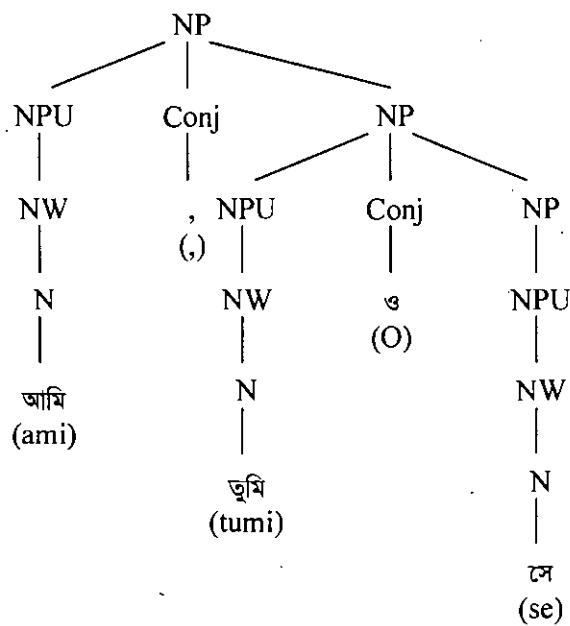 NP
NPU Conj NP
NW , NPU Conj NP
(,)
N NW ও NPU
(O)
আমি N NW
(ami)
তুমি N
(tumi)
সে
(se)